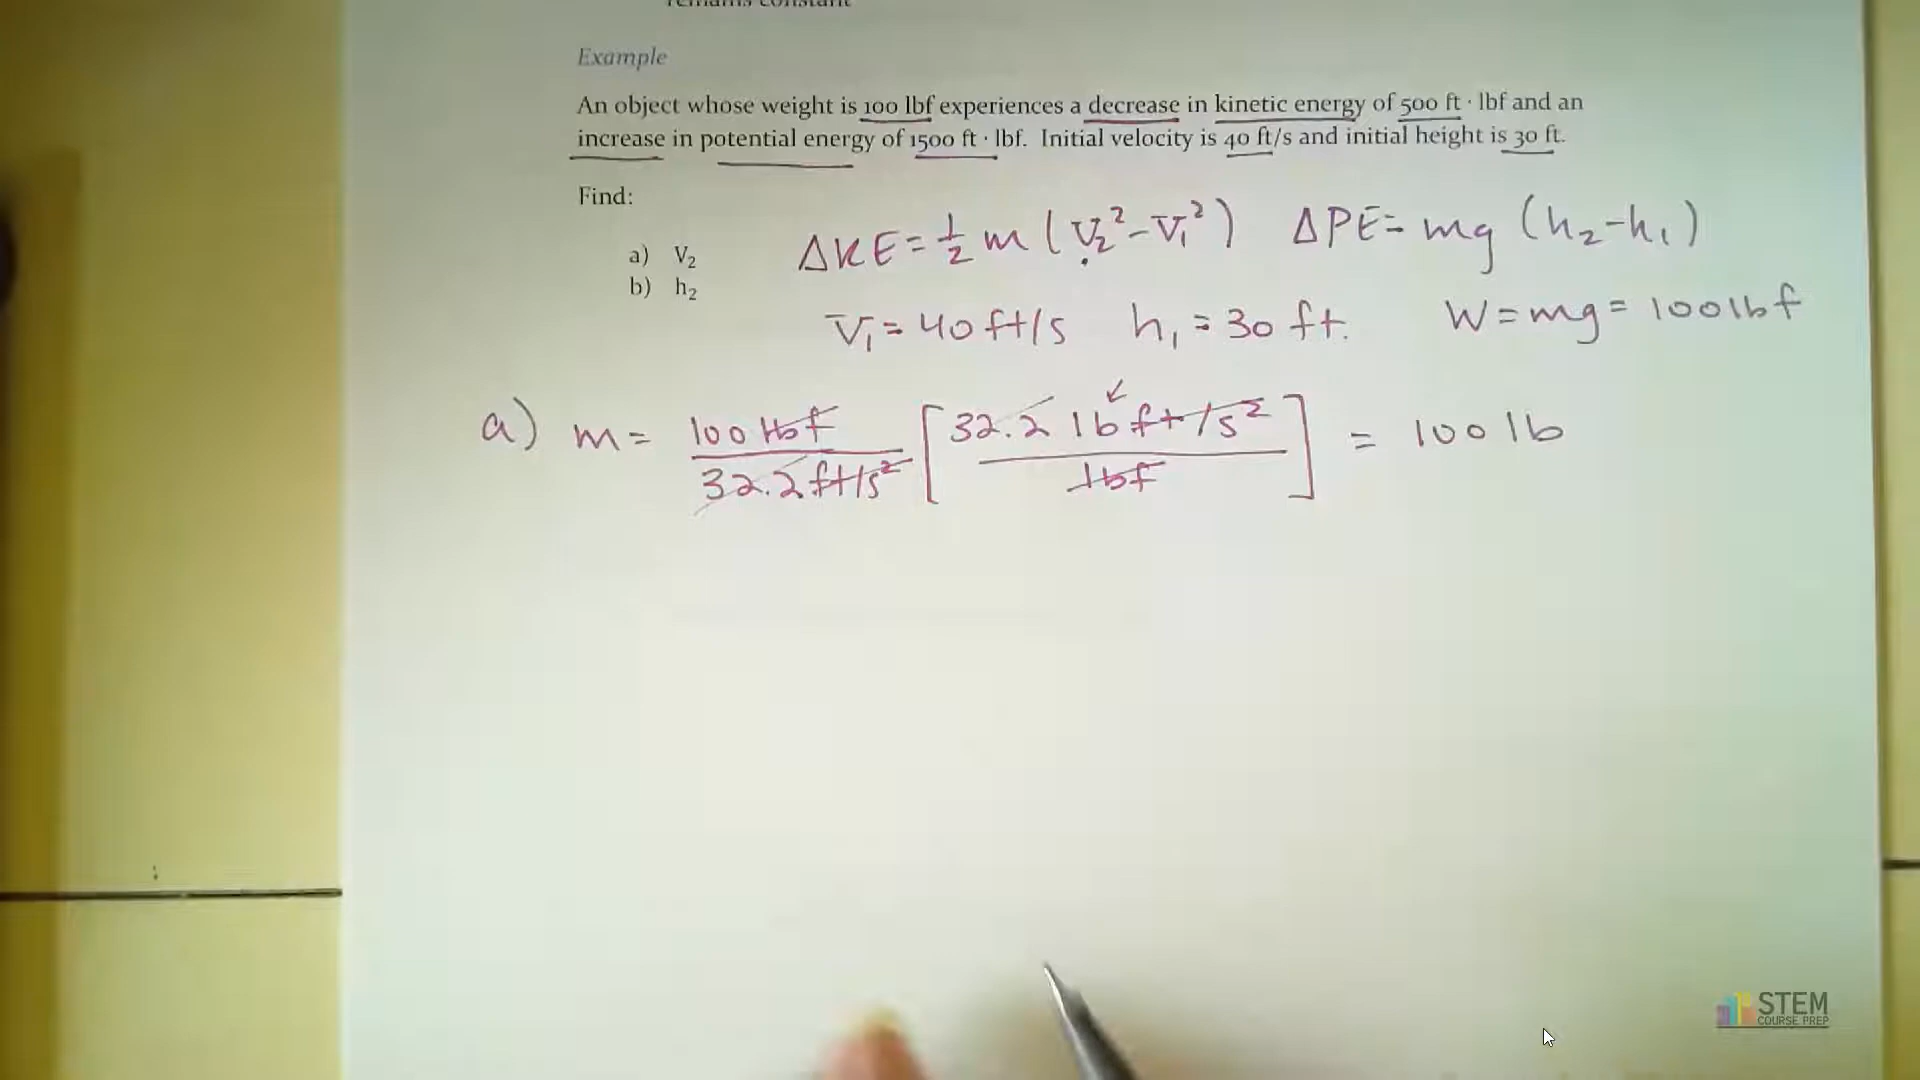 remains constant
Example
An object whose weight is 100 lbf experiences a decrease in kinetic energy of 500 ft · lbf and an
increase in potential energy of 1500 ft · lbf. Initial velocity is 40 ft/s and initial height is 30 ft.
Find:
a) V₂
b) h₂
ΔKE = ½ m (V₂² - V₁²) ΔPE = mg (h₂ - h₁)
V₁ = 40 ft/s h₁ = 30 ft. W = mg = 100 lbf
a) m = 100 lbf / 32.2 ft/s² [32.2 lb ft/s² / lbf] = 100 lb
STEM
COURSE PREP